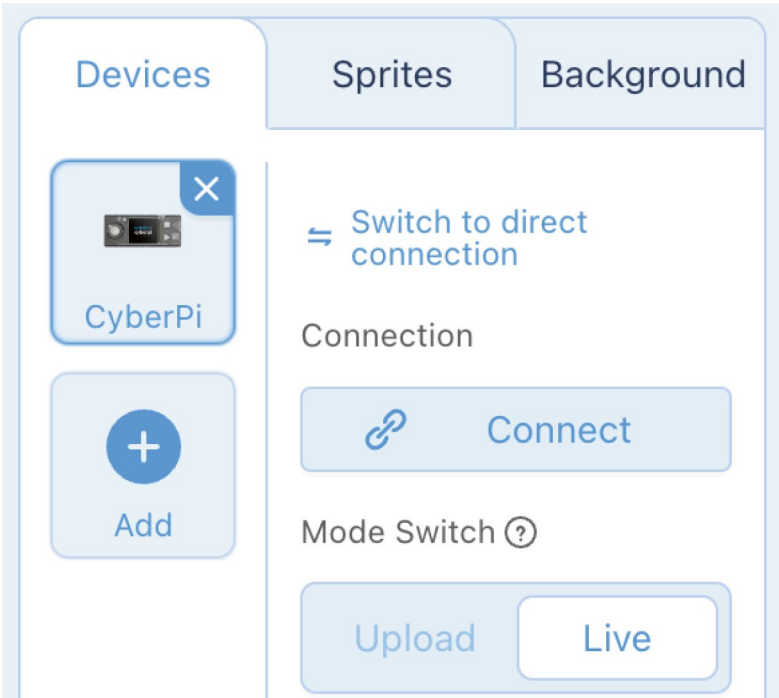 Devices
Sprites
Background
Switch to direct
connection
CyberPi
Connection
Connect
Add
Mode Switch ?
Upload
Live